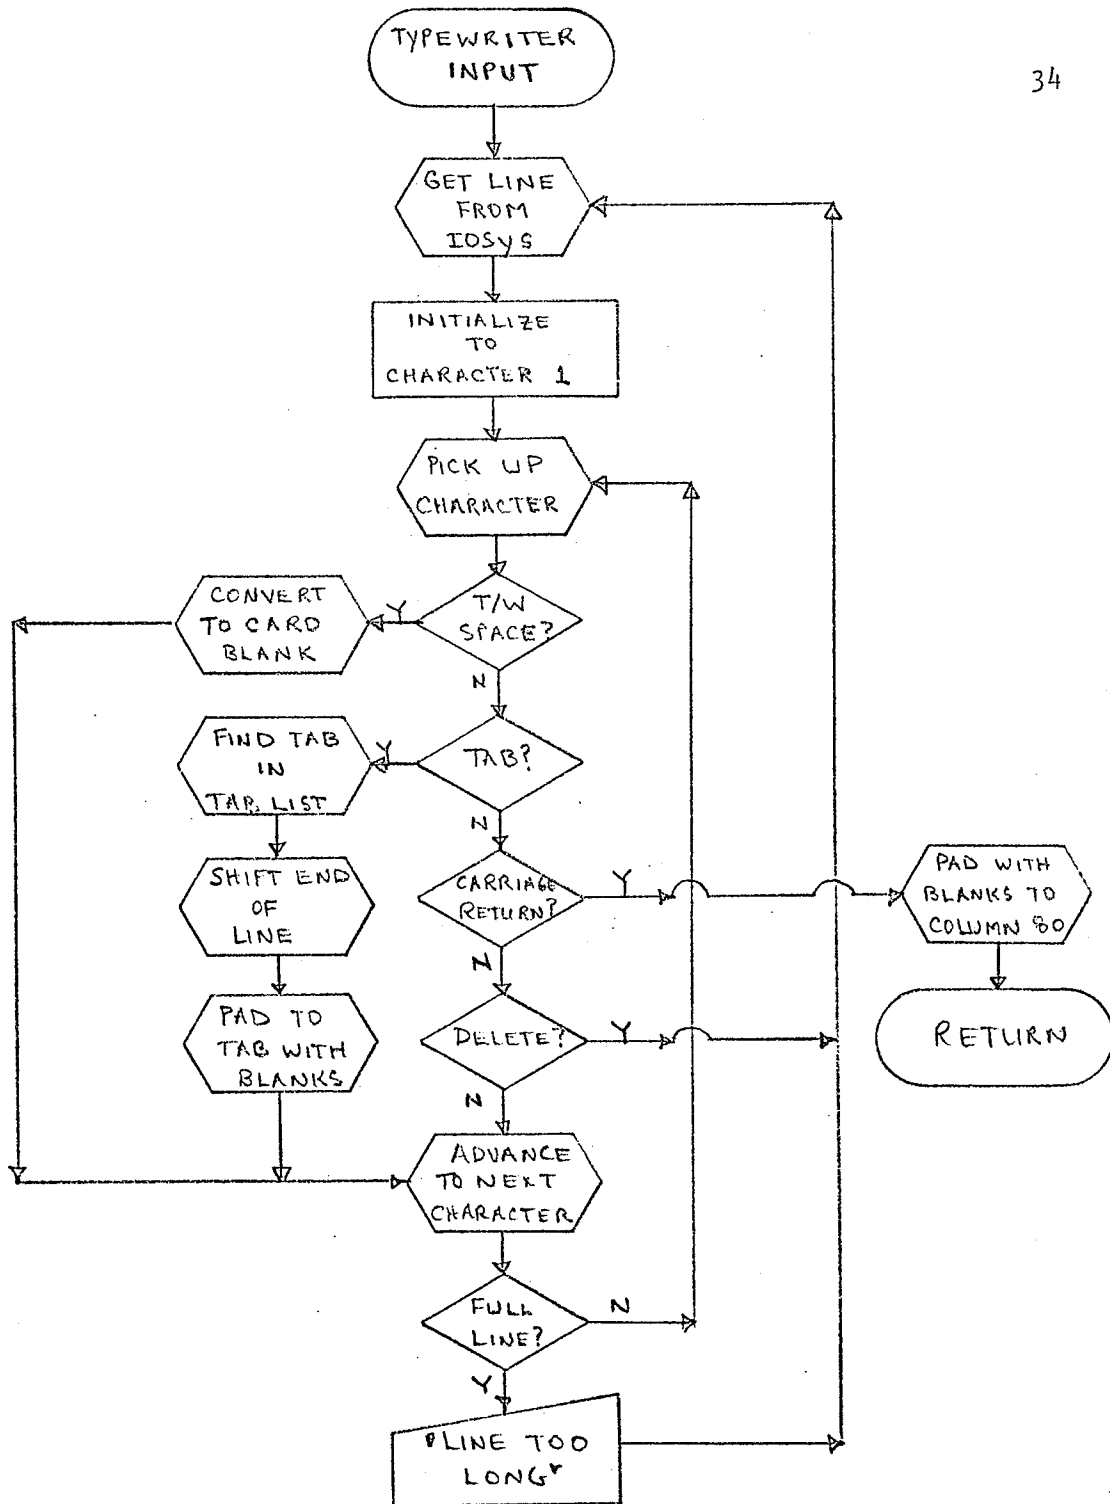 TYPEWRITER
INPUT
34
GET LINE
FROM
IOSYS
INITIALIZE
TO
CHARACTER 1
PICK UP
CHARACTER
T/W
SPACE?
Y
CONVERT
TO CARD
BLANK
N
TAB?
Y
FIND TAB
IN
TAB LIST
SHIFT END
OF
LINE
PAD TO
TAB WITH
BLANKS
N
CARRIAGE
RETURN?
Y
PAD WITH
BLANKS TO
COLUMN 80
RETURN
N
DELETE?
Y
N
ADVANCE
TO NEXT
CHARACTER
FULL
LINE?
N
Y
'LINE TOO
LONG'